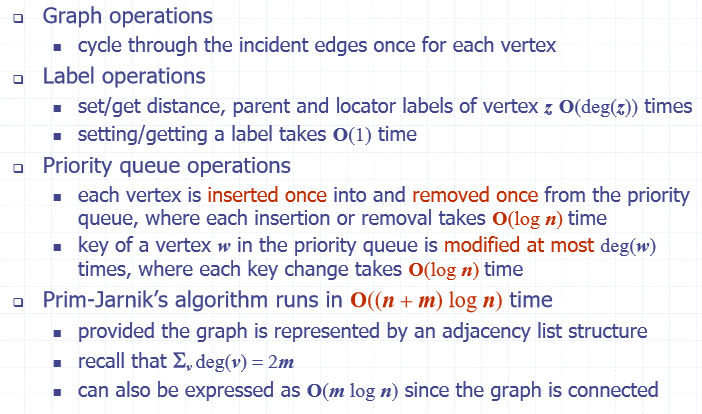 Graph operations
cycle through the incident edges once for each vertex
Label operations
set/get distance, parent and locator labels of vertex z O(deg(z)) times
setting/getting a label takes O(1) time
Priority queue operations
each vertex is inserted once into and removed once from the priority
queue, where each insertion or removal takes O(log n) time
key of a vertex w in the priority queue is modified at most deg(w)
times, where each key change takes O(log n) time
Prim-Jarnik’s algorithm runs in O((n + m) log n) time
provided the graph is represented by an adjacency list structure
recall that Σᵥ deg(v) = 2m
can also be expressed as O(m log n) since the graph is connected